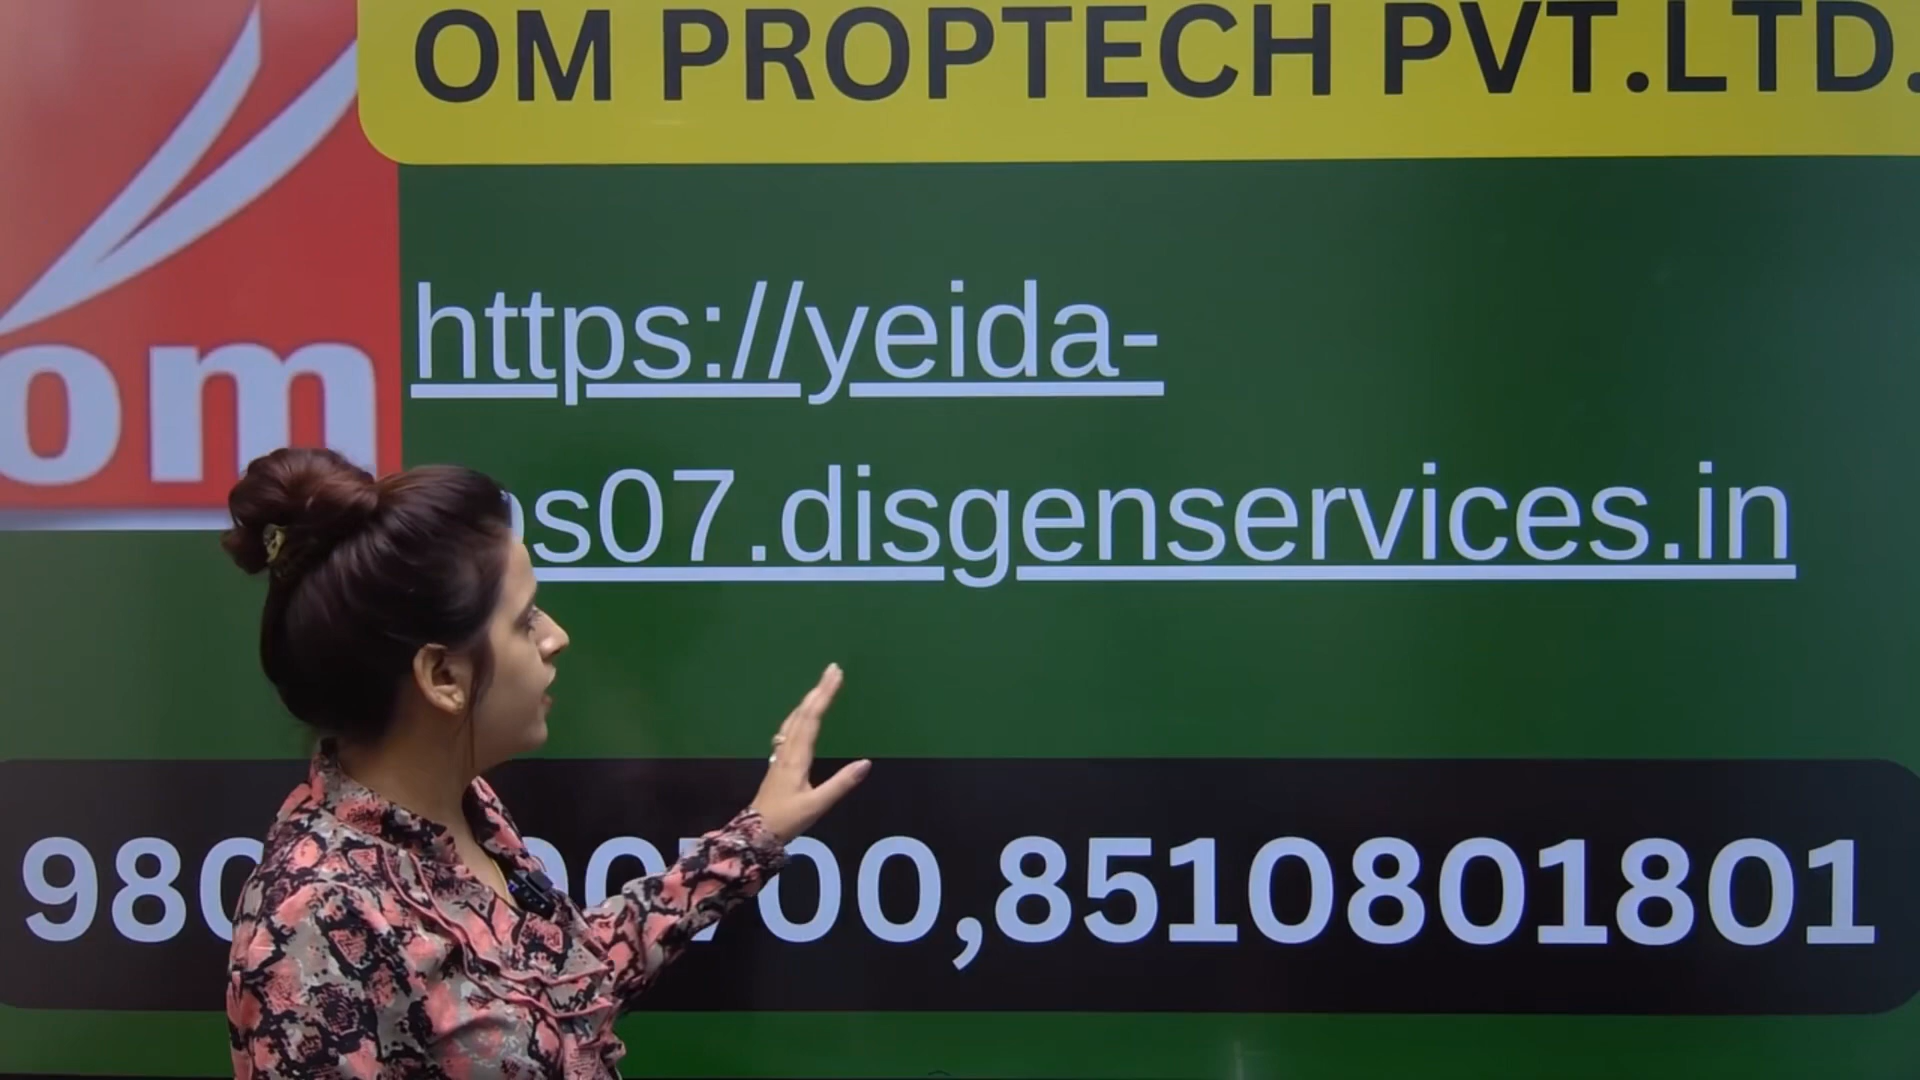 OM PROPTECH PVT.LTD.
om
https://yeida-
s07.disgenservices.in
00,8510801801